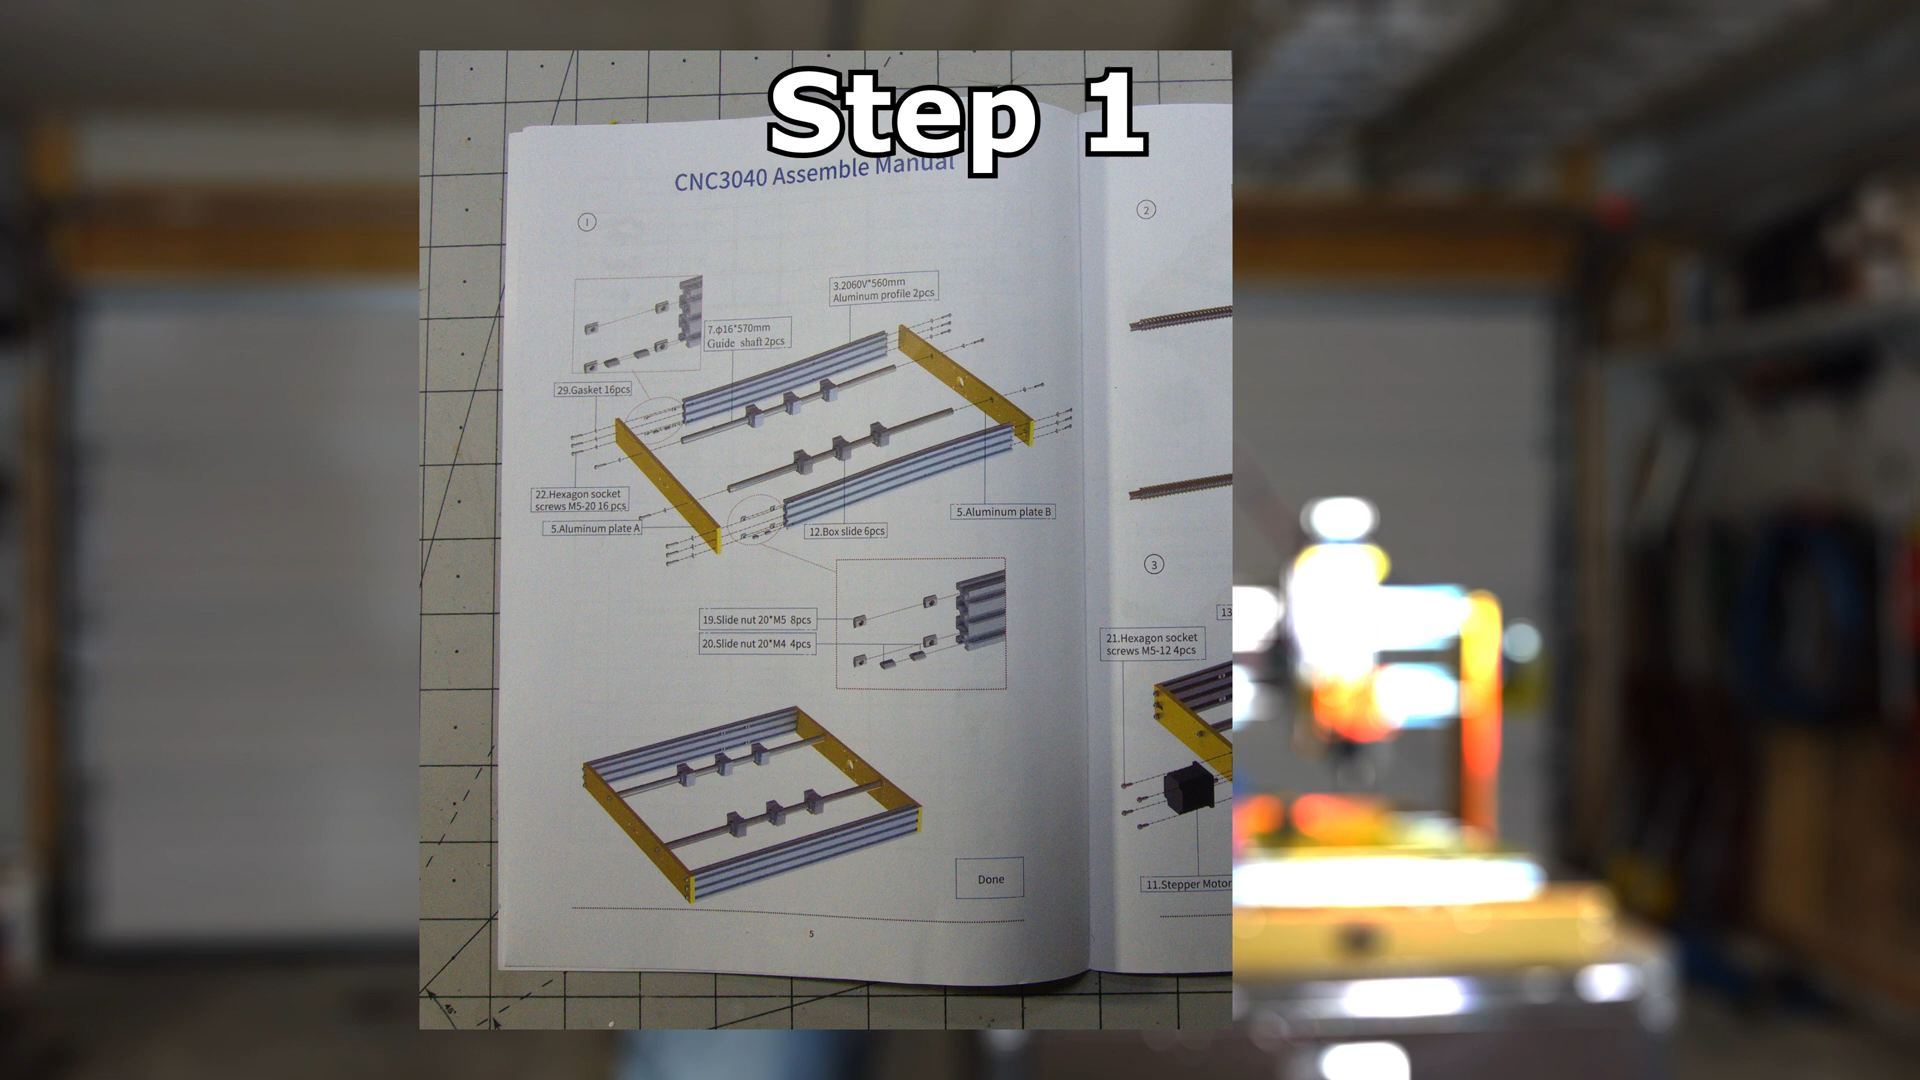 Step 1
CNC3040 Assemble Manual
1
3.2060V*560mm
Aluminum profile 2pcs
7.φ16*570mm
Guide shaft 2pcs
29.Gasket 16pcs
22.Hexagon socket
screws M5-20 16 pcs
5.Aluminum plate A
12.Box slide 6pcs
5.Aluminum plate B
19.Slide nut 20*M5 8pcs
20.Slide nut 20*M4 4pcs
Done
5
2
3
13
21.Hexagon socket
screws M5-12 4pcs
11.Stepper Motor
45°